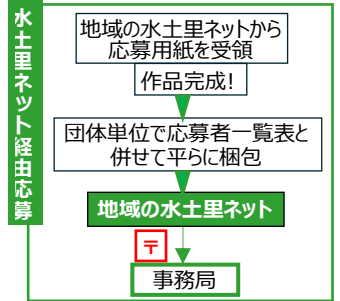 水土里ネット経由応募
地域の水土里ネットから
応募用紙を受領
作品完成!
団体単位で応募者一覧表と
併せて平らに梱包
地域の水土里ネット
〒
事務局